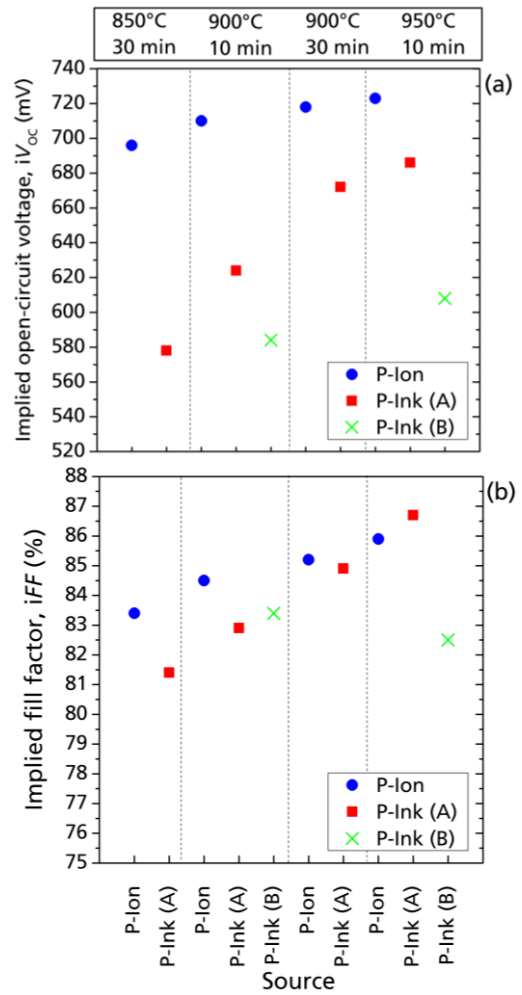 850°C 900°C 900°C 950°C
30 min 10 min 30 min 10 min
(a)
Implied open-circuit voltage, iVOC (mV)
740
720
700
680
660
640
620
600
580
560
540
520
P-Ion
P-Ink (A)
P-Ink (B)
(b)
Implied fill factor, iFF (%)
87
86
85
84
83
82
81
80
79
78
77
76
75
P-Ion
P-Ink (A)
P-Ink (B)
P-Ion
P-Ink (A)
P-Ion
P-Ink (A)
P-Ink (B)
P-Ion
P-Ink (A)
P-Ion
P-Ink (A)
P-Ink (B)
Source